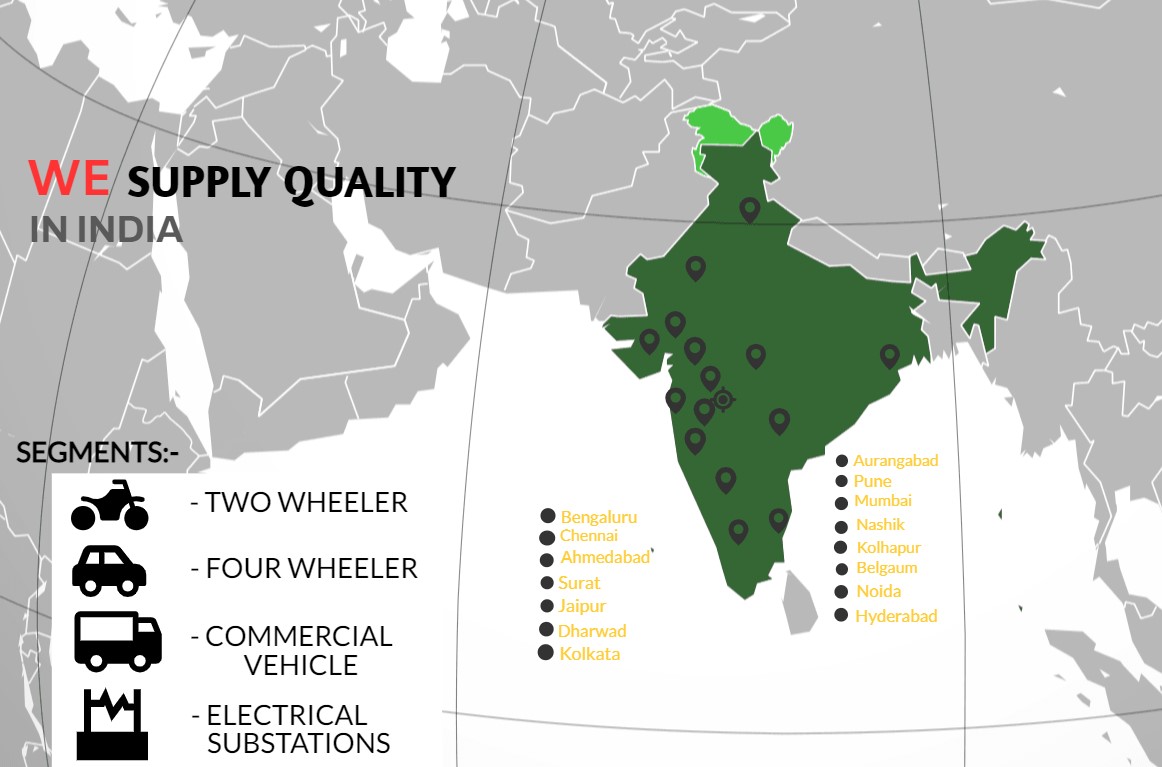 WE SUPPLY QUALITY
IN INDIA
SEGMENTS:-
- TWO WHEELER
- FOUR WHEELER
- COMMERCIAL
VEHICLE
- ELECTRICAL
SUBSTATIONS
Bengaluru
Chennai
Ahmedabad
Surat
Jaipur
Dharwad
Kolkata
Aurangabad
Pune
Mumbai
Nashik
Kolhapur
Belgaum
Noida
Hyderabad